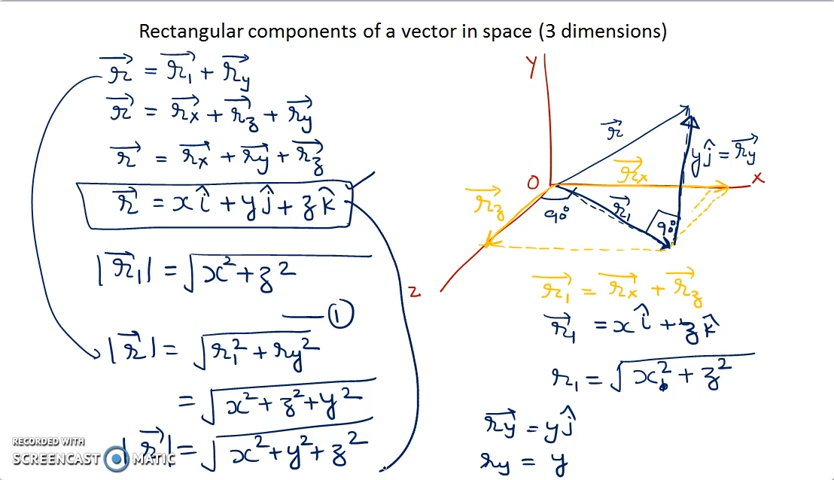 Rectangular components of a vector in space (3 dimensions)
r⃗ = r⃗₁ + r⃗y
r⃗ = r⃗x + r⃗z + r⃗y
r⃗ = r⃗x + r⃗y + r⃗z
r⃗ = xî + yĵ + zk̂
|r⃗₁| = √(x² + z²)
—— ①
|r⃗| = √(r₁² + ry²)
= √(x² + z² + y²)
|r⃗| = √(x² + y² + z²)
Y
r⃗
yĵ = r⃗y
O
r⃗x
x
r⃗z
90°
r⃗₁
90°
z
r⃗₁ = r⃗x + r⃗z
r⃗₁ = xî + zk̂
r₁ = √(x² + z²)
r⃗y = yĵ
ry = y
RECORDED WITH
SCREENCAST MATIC